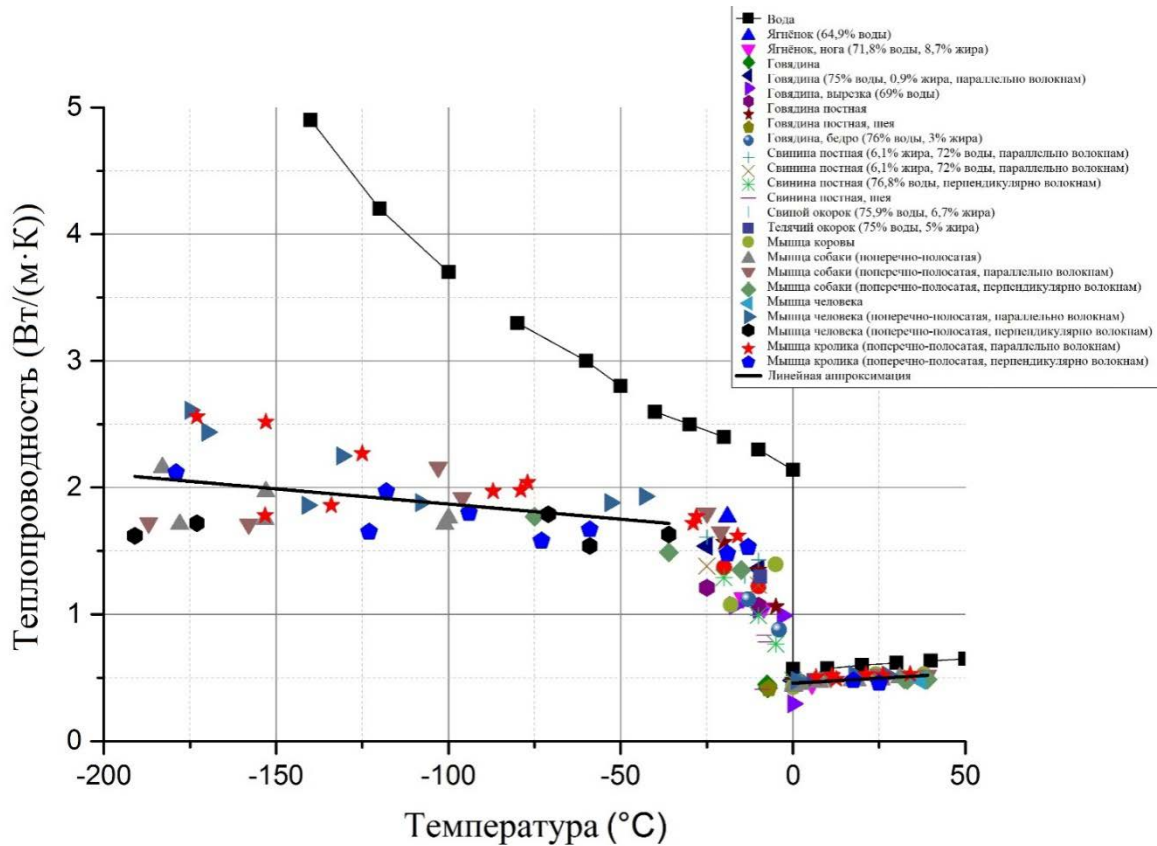 Вода
Ягнёнок (64,9% воды)
Ягнёнок, нога (71,8% воды, 8,7% жира)
Говядина
Говядина (75% воды, 0,9% жира, параллельно волокнам)
Говядина, вырезка (69% воды)
Говядина постная
Говядина постная, шея
Говядина, бедро (76% воды, 3% жира)
Свинина постная (6,1% жира, 72% воды, параллельно волокнам)
Свинина постная (6,1% жира, 72% воды, параллельно волокнам)
Свинина постная (76,8% воды, перпендикулярно волокнам)
Свинина постная, шея
Свиной окорок (75,9% воды, 6,7% жира)
Телячий окорок (75% воды, 5% жира)
Мышца коровы
Мышца собаки (поперечно-полосатая)
Мышца собаки (поперечно-полосатая, параллельно волокнам)
Мышца собаки (поперечно-полосатая, перпендикулярно волокнам)
Мышца человека
Мышца человека (поперечно-полосатая, параллельно волокнам)
Мышца человека (поперечно-полосатая, перпендикулярно волокнам)
Мышца кролика (поперечно-полосатая, параллельно волокнам)
Мышца кролика (поперечно-полосатая, перпендикулярно волокнам)
Линейная аппроксимация
Теплопроводность (Вт/(м·К)
5
4
3
2
1
0
-200 -150 -100 -50 0 50
Температура (°C)